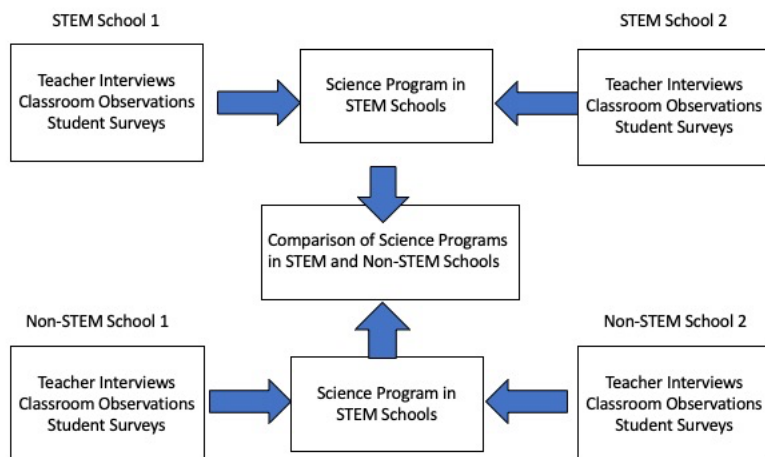 STEM School 1
STEM School 2
Teacher Interviews
Classroom Observations
Student Surveys
Science Program in
STEM Schools
Teacher Interviews
Classroom Observations
Student Surveys
Comparison of Science Programs
in STEM and Non-STEM Schools
Non-STEM School 1
Non-STEM School 2
Teacher Interviews
Classroom Observations
Student Surveys
Science Program in
STEM Schools
Teacher Interviews
Classroom Observations
Student Surveys